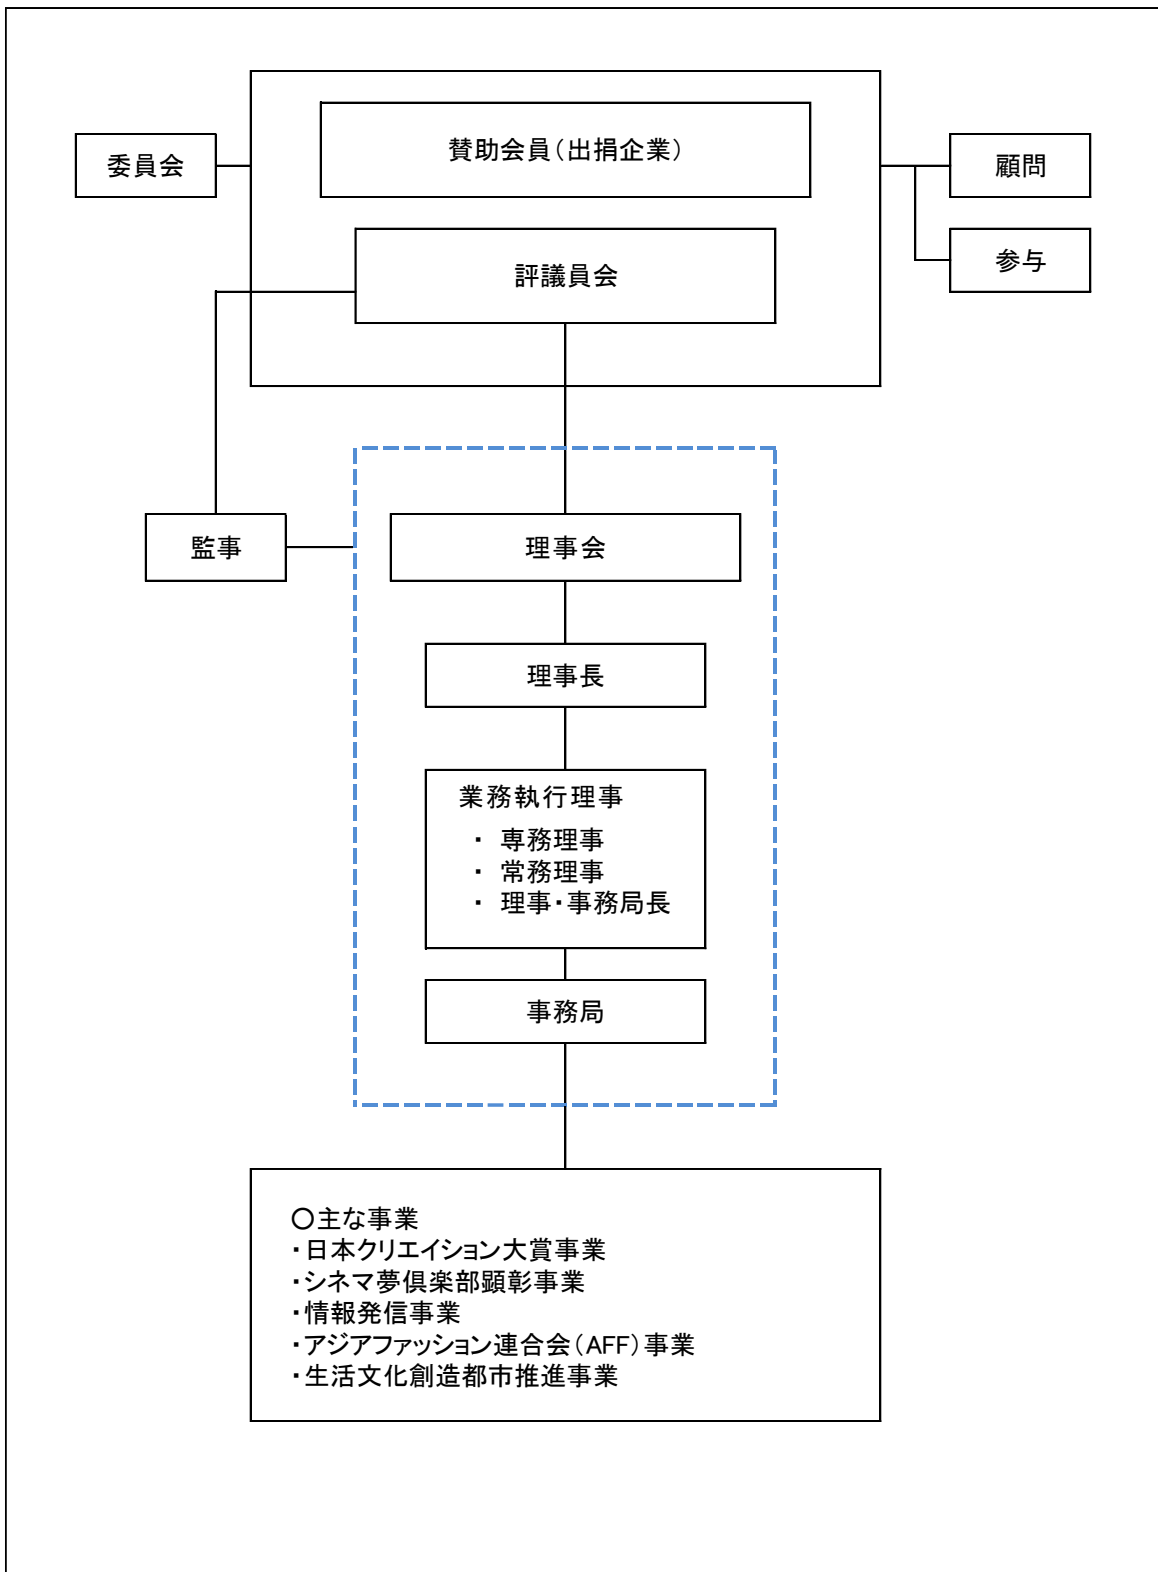 賛助会員（出捐企業）
委員会
顧問
参与
評議員会
監事
理事会
理事長
業務執行理事
・ 専務理事
・ 常務理事
・ 理事・事務局長
事務局
〇主な事業
・日本クリエイション大賞事業
・シネマ夢倶楽部顕彰事業
・情報発信事業
・アジアファッション連合会（AFF）事業
・生活文化創造都市推進事業